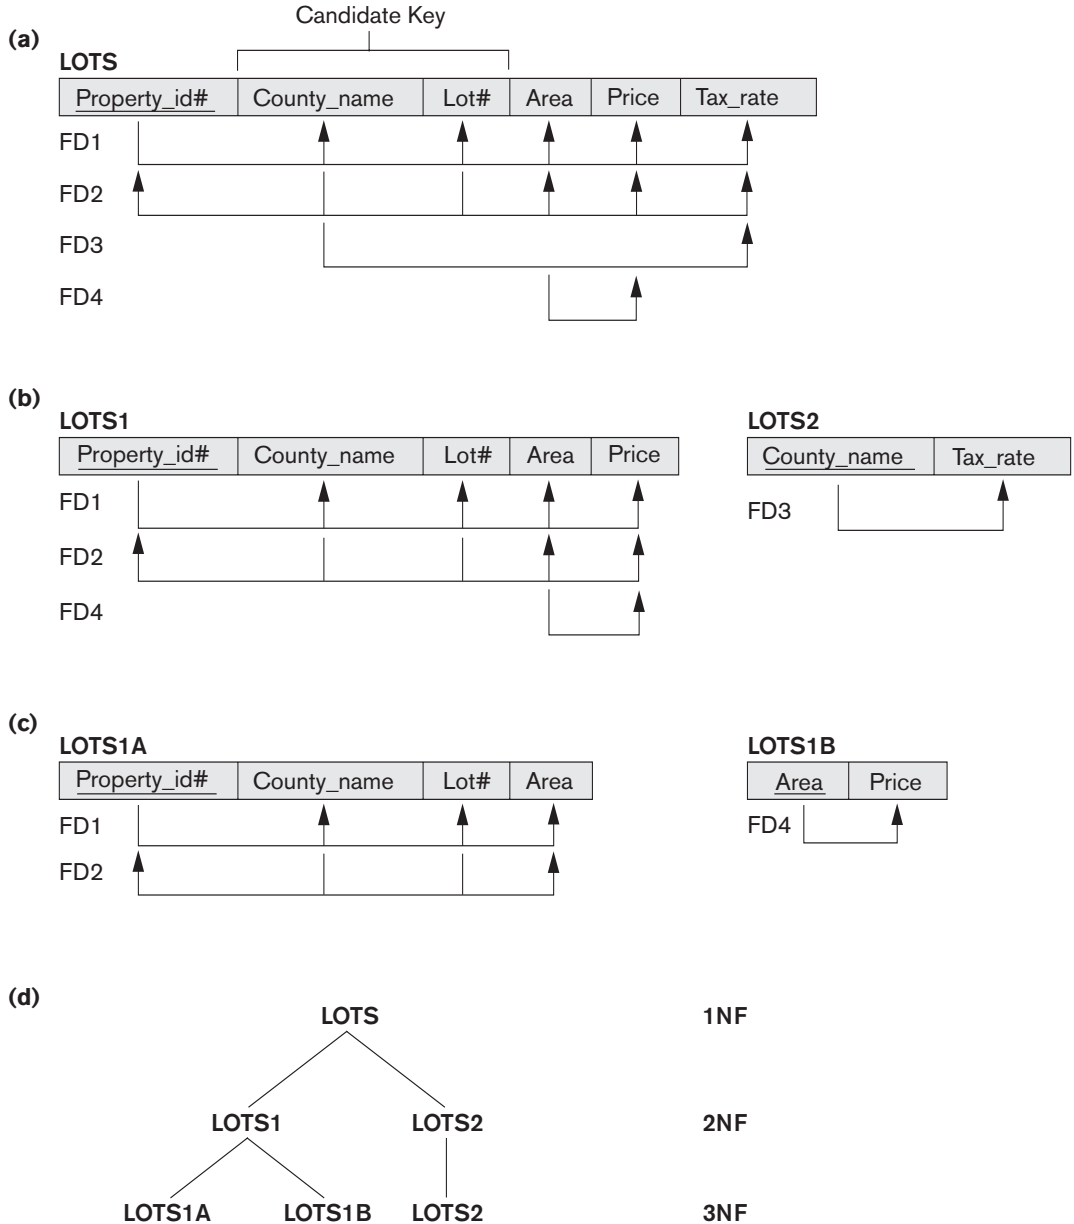 Candidate Key
(a)
LOTS
Property_id# County_name Lot# Area Price Tax_rate
FD1
FD2
FD3
FD4
(b)
LOTS1 LOTS2
Property_id# County_name Lot# Area Price County_name Tax_rate
FD1 FD3
FD2
FD4
(c)
LOTS1A LOTS1B
Property_id# County_name Lot# Area Area Price
FD1 FD4
FD2
(d)
LOTS 1NF
LOTS1 LOTS2 2NF
LOTS1A LOTS1B LOTS2 3NF